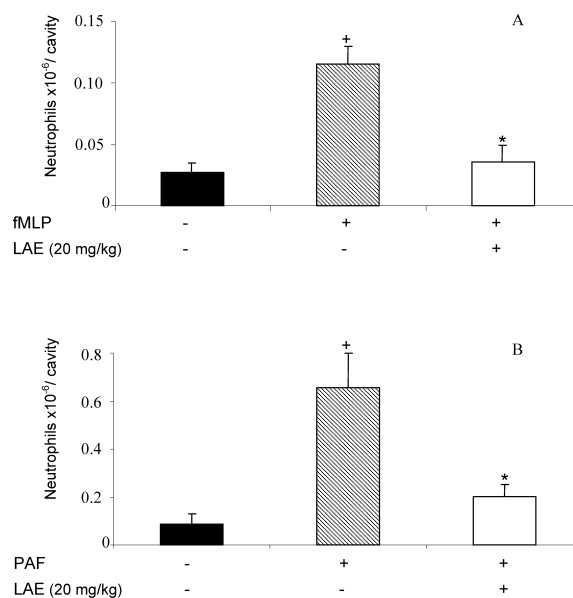 A
Neutrophils x10-6/ cavity
0.15
0.10
0.05
0
+
*
fMLP - + +
LAE (20 mg/kg) - - +
B
Neutrophils x10-6/ cavity
0.8
0.6
0.4
0.2
0
+
*
PAF - + +
LAE (20 mg/kg) - - +